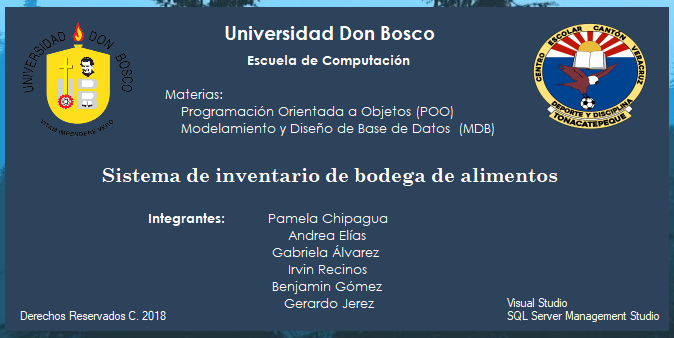 UNIVERSIDAD DON BOSCO
Universidad Don Bosco
Escuela de Computación
CENTRO ESCOLAR CANTÓN VERACRUZ
DEPORTE Y DISCIPLINA
TONACATEPEQUE
Materias:
Programación Orientada a Objetos (POO)
Modelamiento y Diseño de Base de Datos (MDB)
Sistema de inventario de bodega de alimentos
Integrantes:
Pamela Chipagua
Andrea Elías
Gabriela Álvarez
Irvin Recinos
Benjamin Gómez
Gerardo Jerez
Derechos Reservados C. 2018
Visual Studio
SQL Server Management Studio